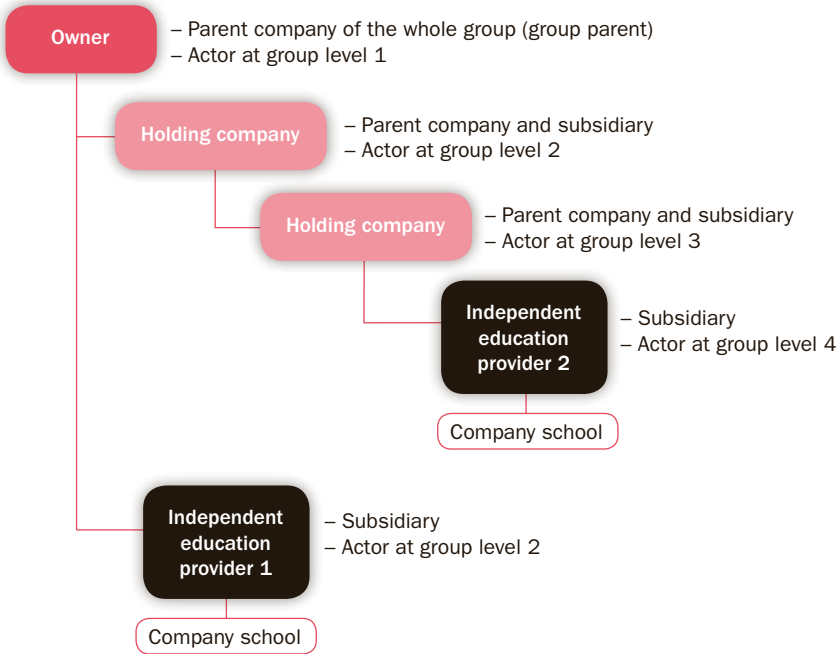 Owner
– Parent company of the whole group (group parent)
– Actor at group level 1
Holding company
– Parent company and subsidiary
– Actor at group level 2
Holding company
– Parent company and subsidiary
– Actor at group level 3
Independent
education
provider 2
– Subsidiary
– Actor at group level 4
Company school
Independent
education
provider 1
– Subsidiary
– Actor at group level 2
Company school